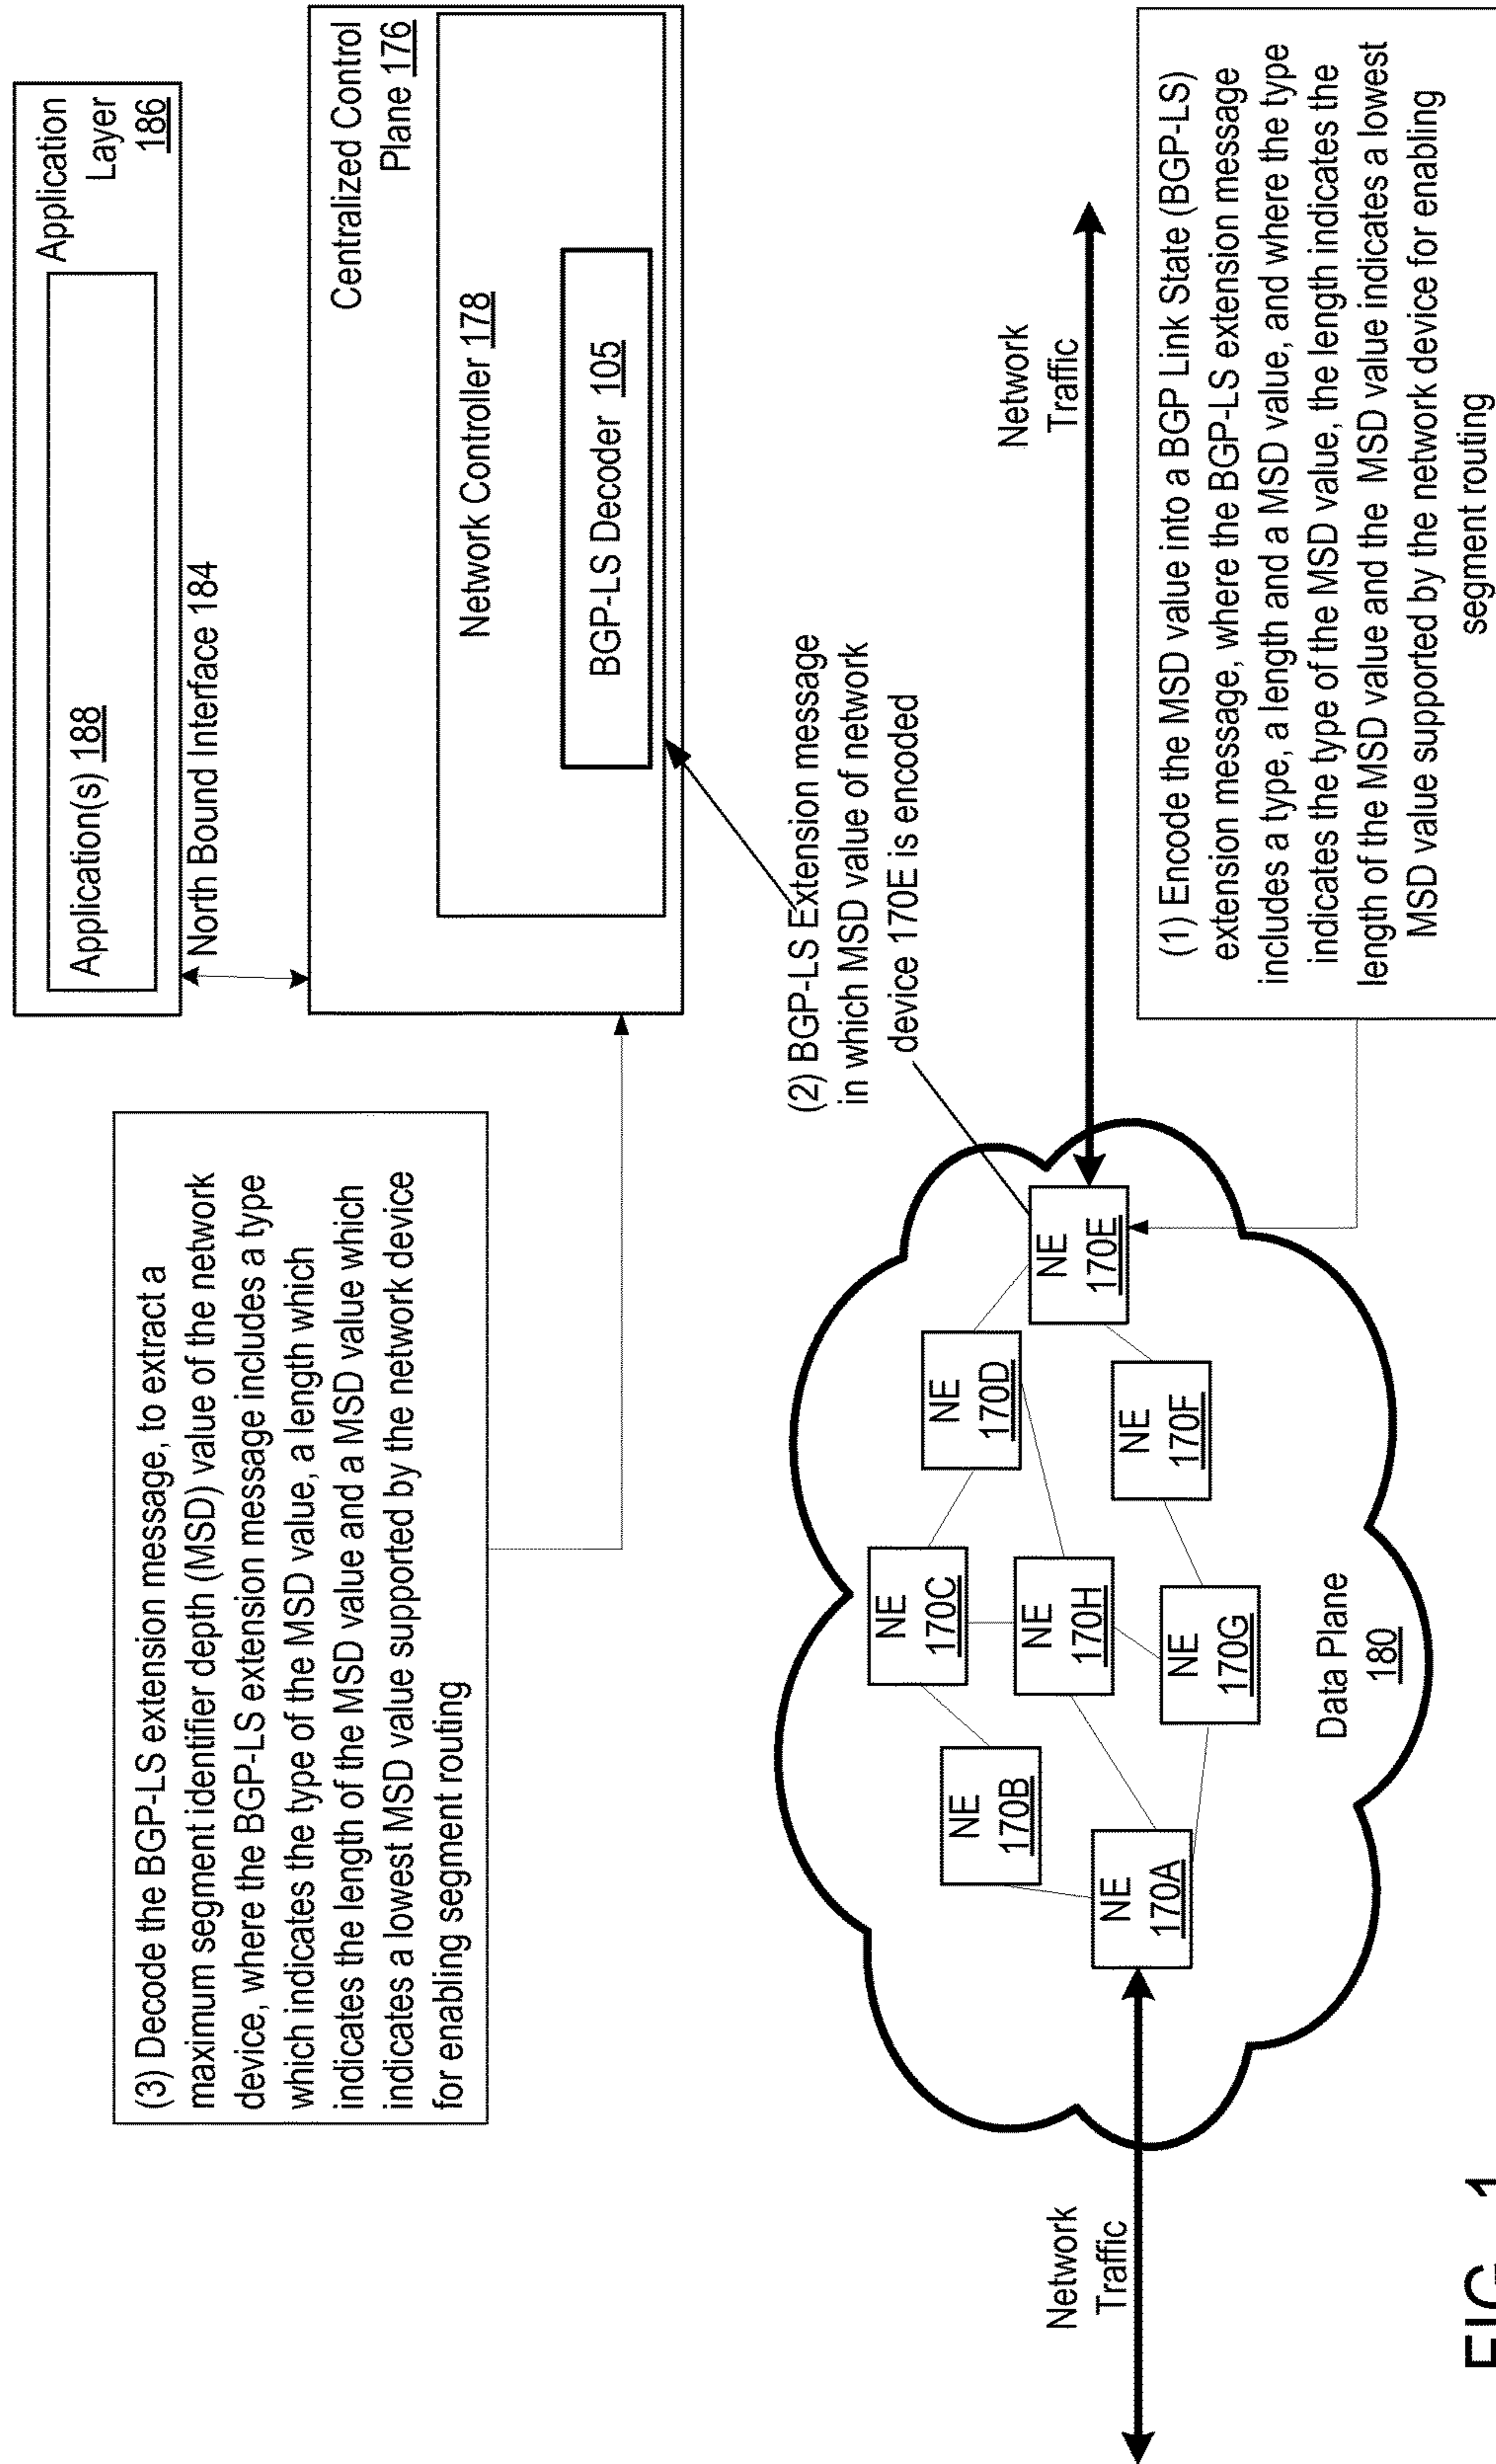 Application
Layer
186
Application(s) 188
North Bound Interface 184
Centralized Control
Plane 176
Network Controller 178
BGP-LS Decoder 105
(3) Decode the BGP-LS extension message, to extract a
maximum segment identifier depth (MSD) value of the network
device, where the BGP-LS extension message includes a type
which indicates the type of the MSD value, a length which
indicates the length of the MSD value and a MSD value which
indicates a lowest MSD value supported by the network device
for enabling segment routing
(2) BGP-LS Extension message
in which MSD value of network
device 170E is encoded
Network
Traffic
NE
170A
NE
170B
NE
170C
NE
170D
NE
170H
NE
170E
NE
170F
NE
170G
Data Plane
180
Network
Traffic
(1) Encode the MSD value into a BGP Link State (BGP-LS)
extension message, where the BGP-LS extension message
includes a type, a length and a MSD value, and where the type
indicates the type of the MSD value, the length indicates the
length of the MSD value and the MSD value indicates a lowest
MSD value supported by the network device for enabling
segment routing
FIG. 1